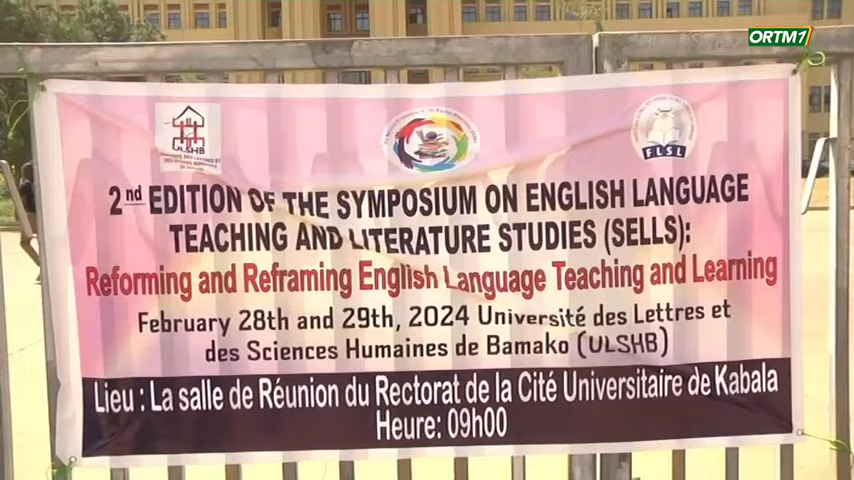 ORTM1
ULSHB
FLSL
2nd EDITION OF THE SYMPOSIUM ON ENGLISH LANGUAGE
TEACHING AND LITERATURE STUDIES (SELLS):
Reforming and Reframing English Language Teaching and Learning
February 28th and 29th, 2024 Université des Lettres et
des Sciences Humaines de Bamako (ULSHB)
Lieu : La salle de Réunion du Rectorat de la Cité Universitaire de Kabala
Heure: 09h00